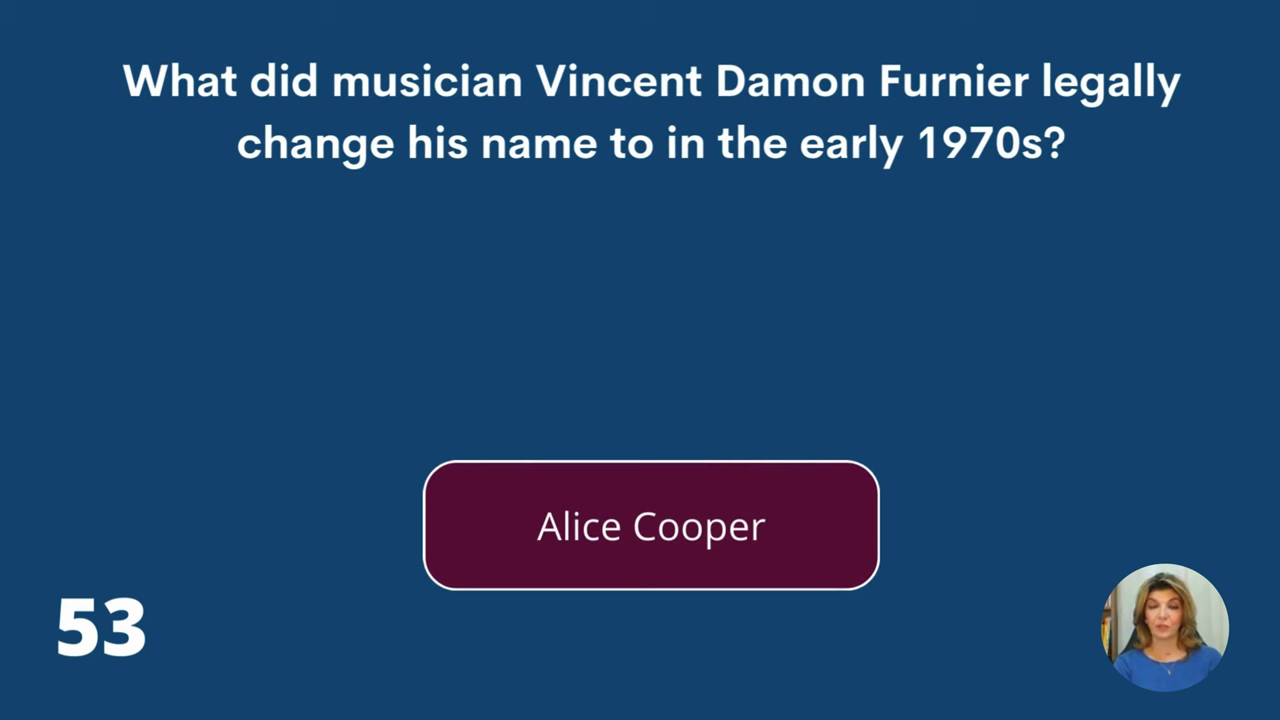 What did musician Vincent Damon Furnier legally
change his name to in the early 1970s?
Alice Cooper
53